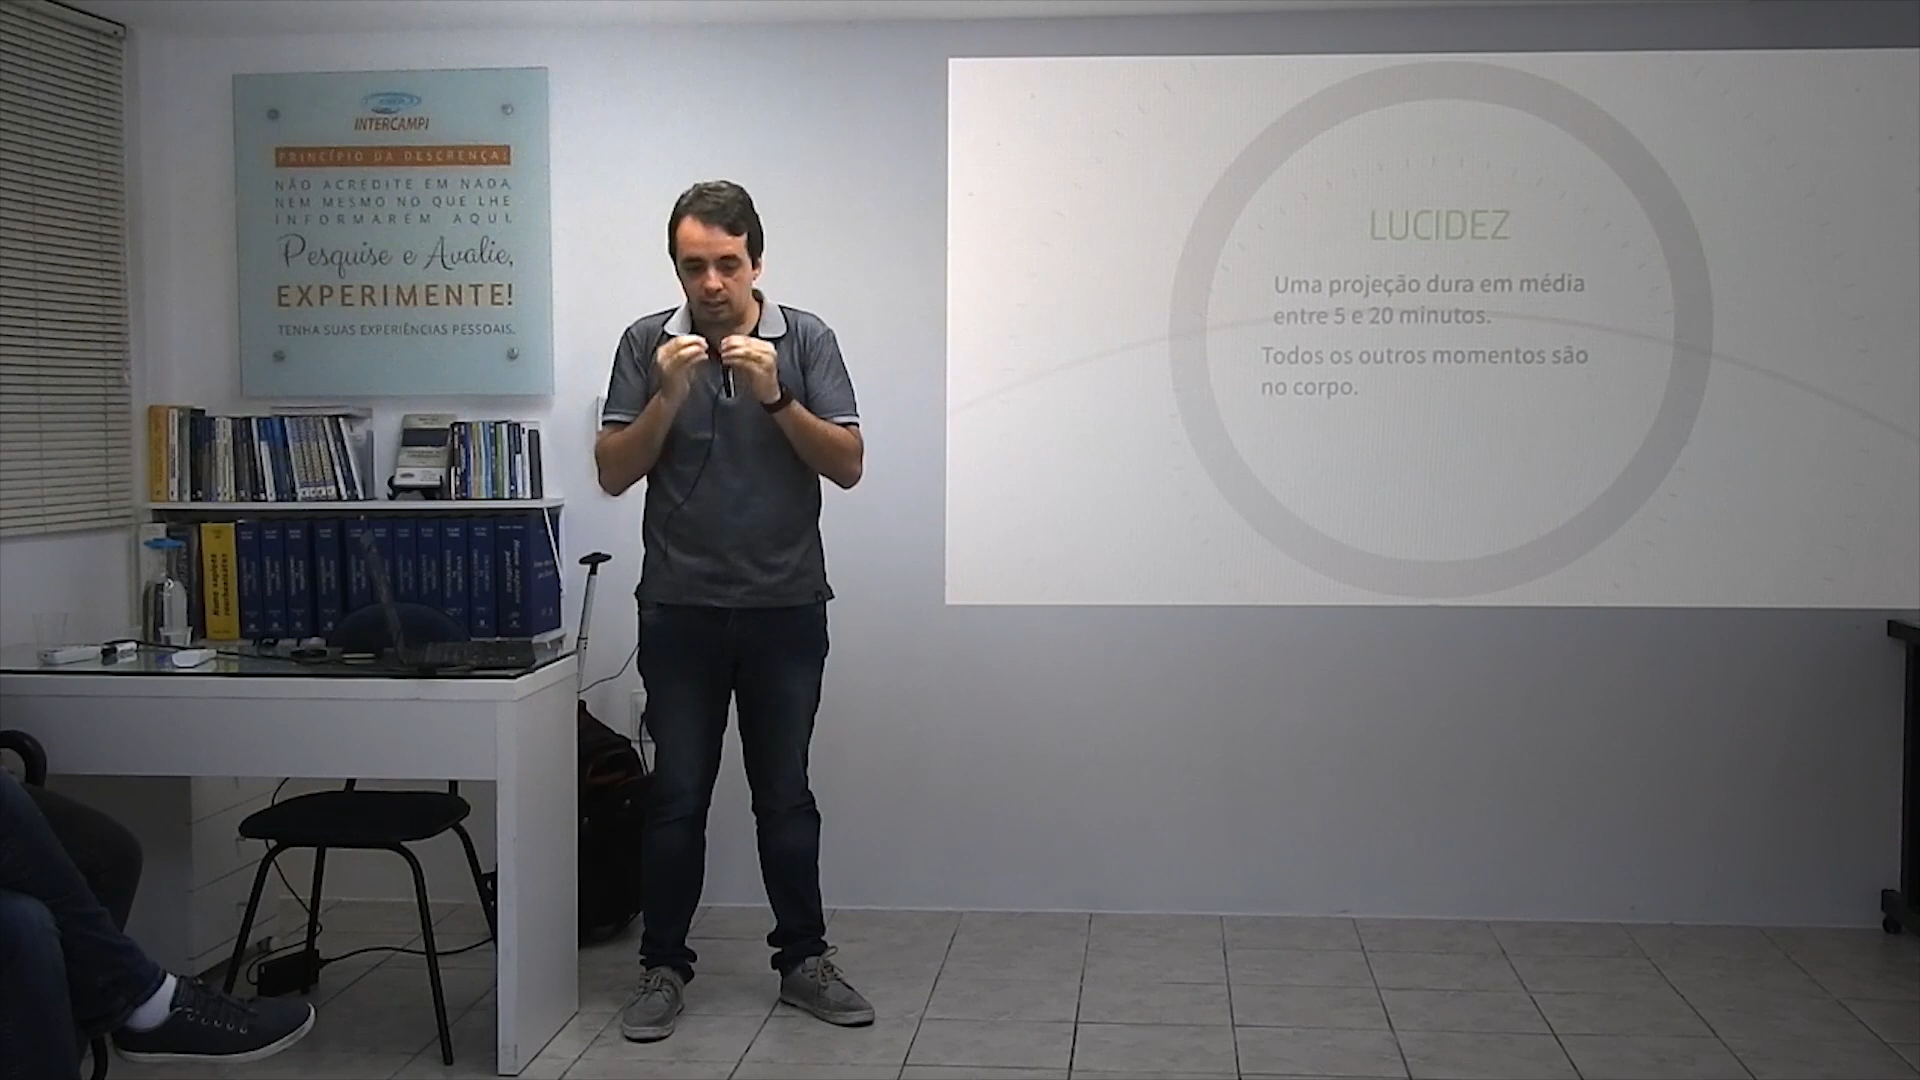 INTERCAMPI
PRINCÍPIO DA DESCRENÇA:
NÃO ACREDITE EM NADA,
NEM MESMO NO QUE LHE
INFORMAREM AQUI.
Pesquise e Avalie,
EXPERIMENTE!
TENHA SUAS EXPERIÊNCIAS PESSOAIS.
LUCIDEZ
Uma projeção dura em média
entre 5 e 20 minutos.
Todos os outros momentos são
no corpo.
Homo sapiens